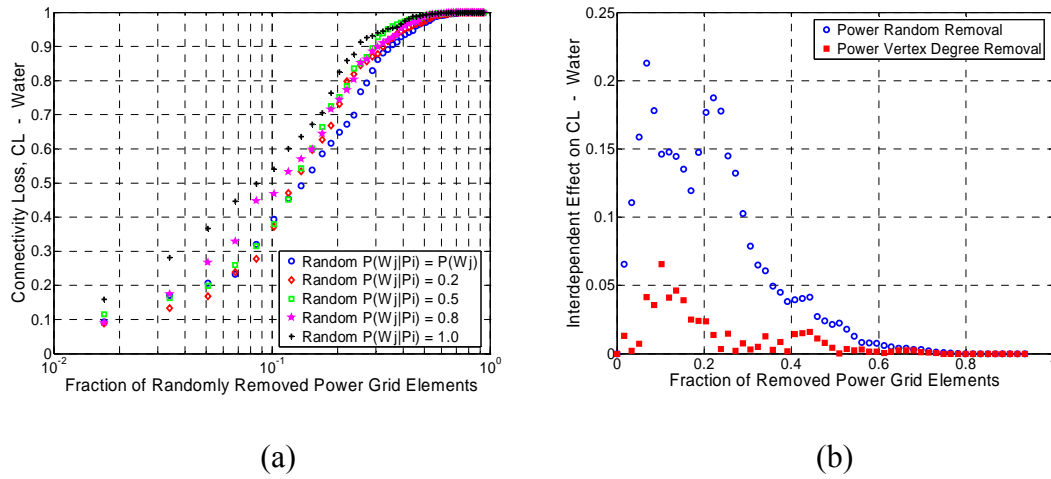 1
0.9
0.8
0.7
0.6
0.5
0.4
0.3
0.2
0.1
0
Connectivity Loss, CL - Water
Random P(Wj|Pi) = P(Wj)
Random P(Wj|Pi) = 0.2
Random P(Wj|Pi) = 0.5
Random P(Wj|Pi) = 0.8
Random P(Wj|Pi) = 1.0
10-2
10-1
100
Fraction of Randomly Removed Power Grid Elements
(a)
0.25
0.2
0.15
0.1
0.05
0
Interdependent Effect on CL - Water
Power Random Removal
Power Vertex Degree Removal
0
0.2
0.4
0.6
0.8
Fraction of Removed Power Grid Elements
(b)